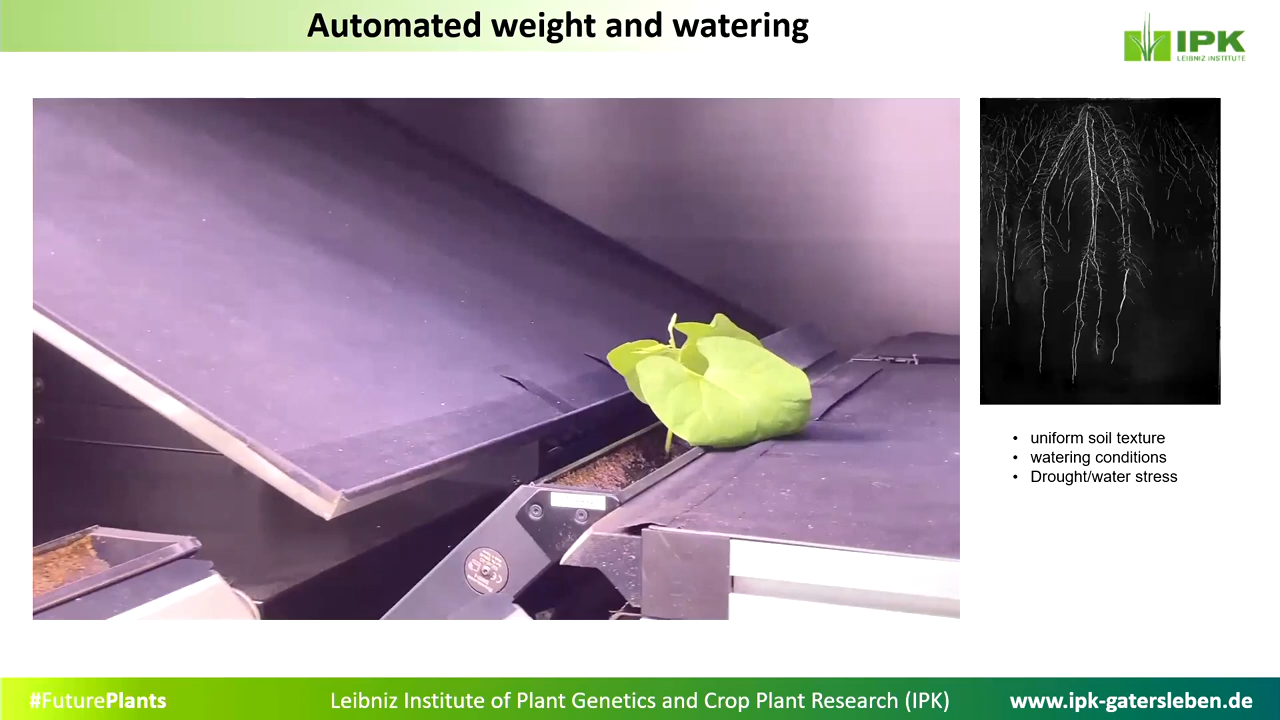 Automated weight and watering
IPK
LEIBNIZ INSTITUTE
• uniform soil texture
• watering conditions
• Drought/water stress
#FuturePlants
Leibniz Institute of Plant Genetics and Crop Plant Research (IPK)
www.ipk-gatersleben.de